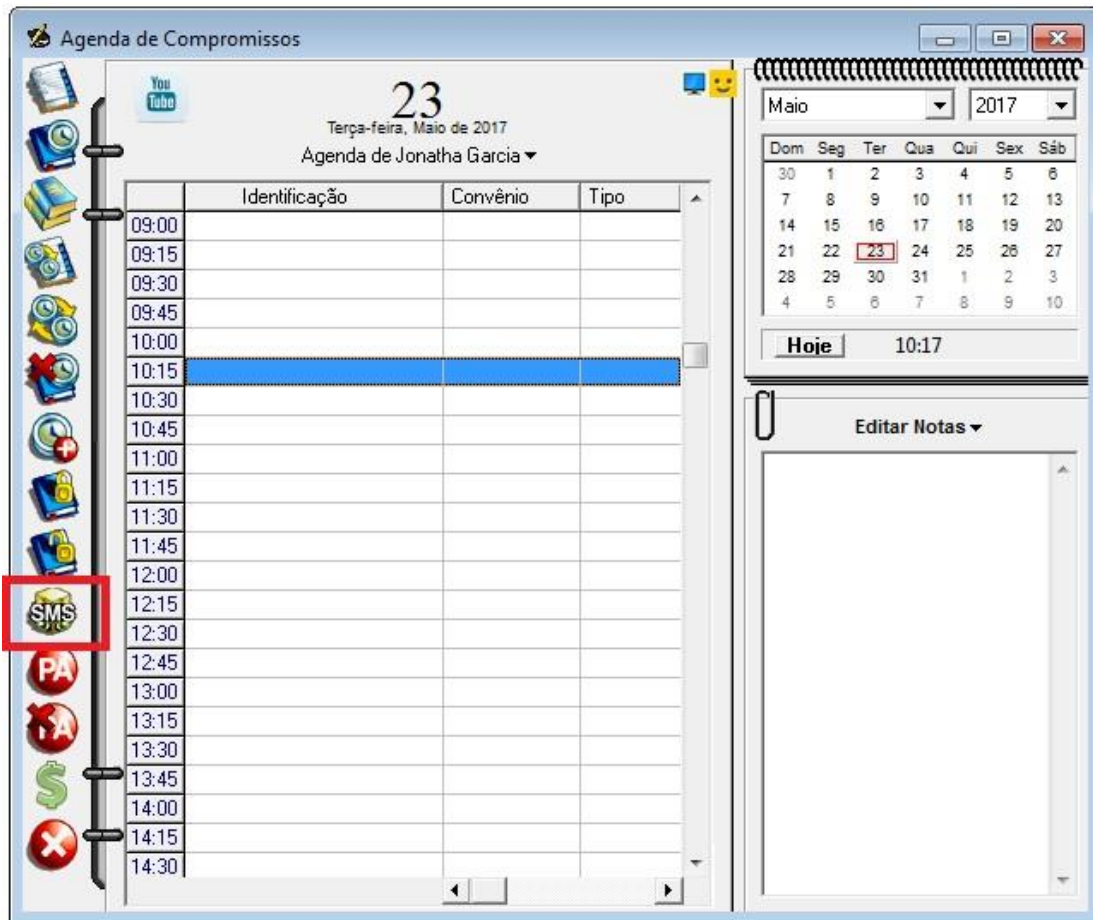 Agenda de Compromissos
You
Tube
23
Terça-feira, Maio de 2017
Agenda de Jonatha Garcia
Identificação Convênio Tipo
09:00
09:15
09:30
09:45
10:00
10:15
10:30
10:45
11:00
11:15
11:30
11:45
12:00
12:15
12:30
12:45
13:00
13:15
13:30
13:45
14:00
14:15
14:30
SMS
PA
PA
$
Maio 2017
Dom Seg Ter Qua Qui Sex Sáb
30 1 2 3 4 5 6
7 8 9 10 11 12 13
14 15 16 17 18 19 20
21 22 23 24 25 26 27
28 29 30 31 1 2 3
4 5 6 7 8 9 10
Hoje 10:17
Editar Notas